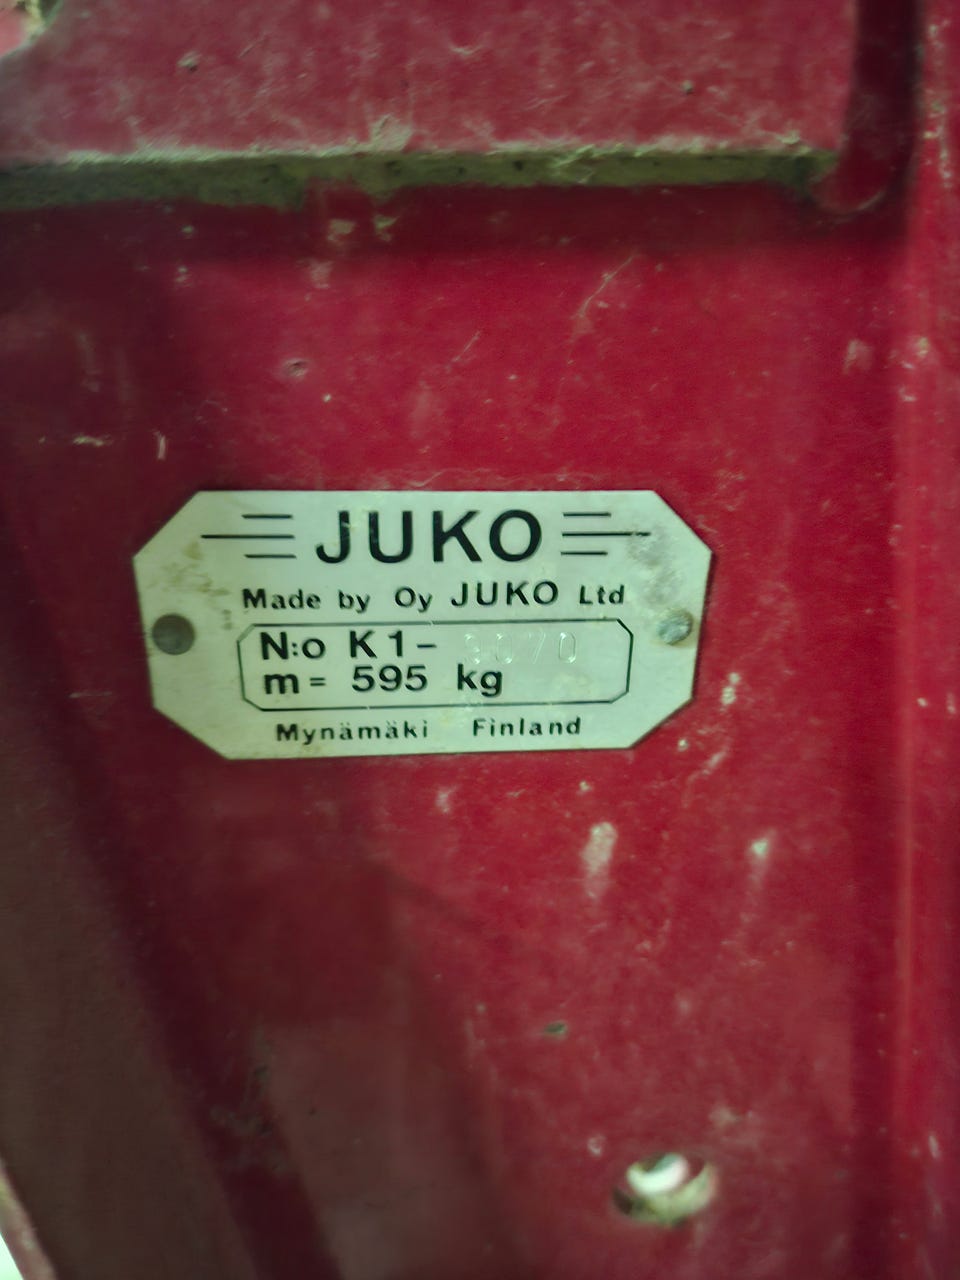 JUKO
Made by Oy JUKO Ltd
N:o K1-
m= 595 kg
Mynämäki Finland